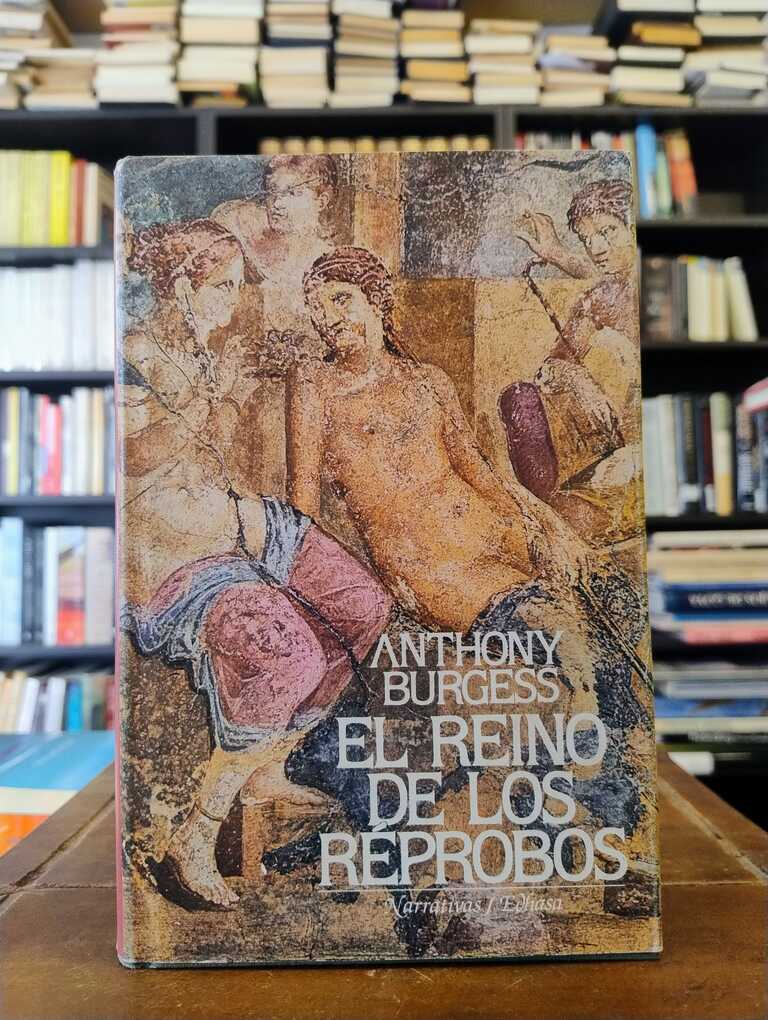 ANTHONY
BURGESS
EL REINO
DE LOS
RÉPROBOS
Narrativas / Edhasa